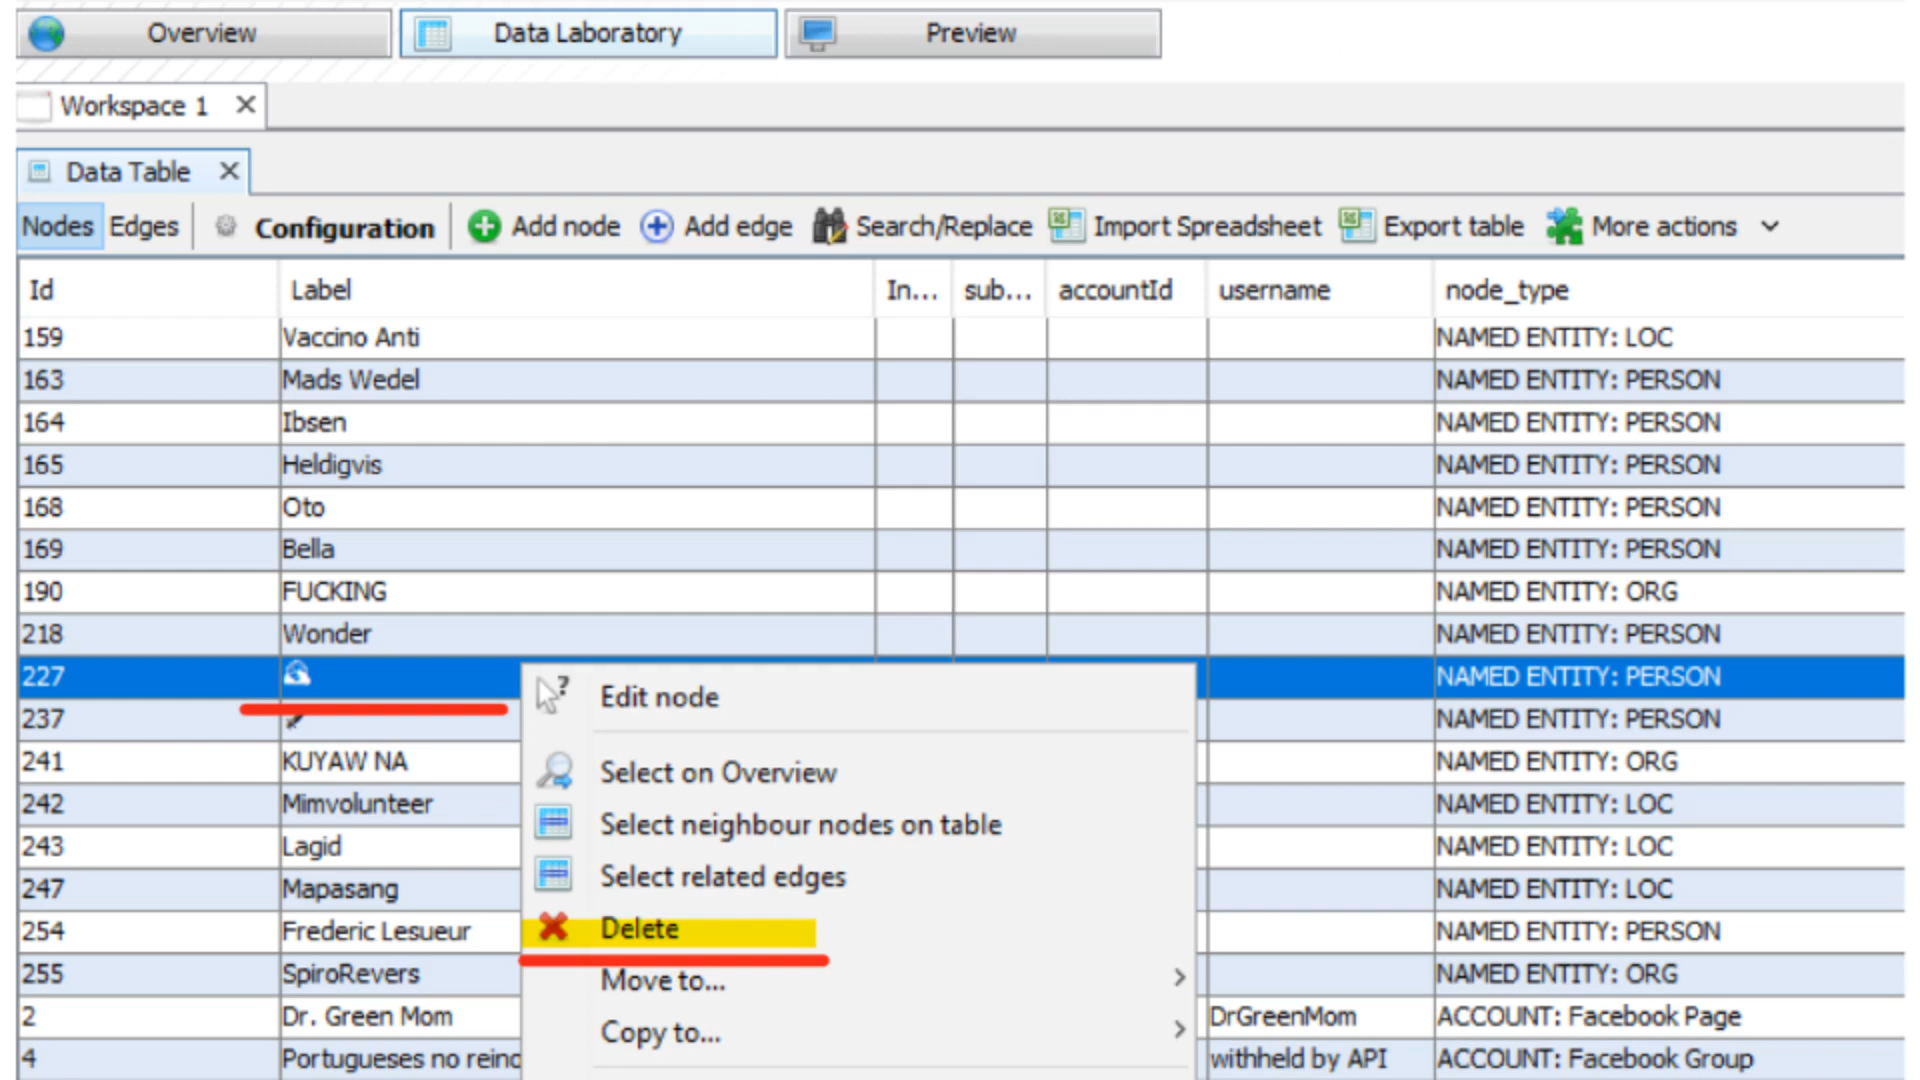 Overview Data Laboratory Preview
Workspace 1
Data Table
Nodes Edges Configuration Add node Add edge Search/Replace Import Spreadsheet Export table More actions
Id Label In... sub... accountId username node_type
159 Vaccino Anti NAMED ENTITY: LOC
163 Mads Wedel NAMED ENTITY: PERSON
164 Ibsen NAMED ENTITY: PERSON
165 Heldigvis NAMED ENTITY: PERSON
168 Oto NAMED ENTITY: PERSON
169 Bella NAMED ENTITY: PERSON
190 FUCKING NAMED ENTITY: ORG
218 Wonder NAMED ENTITY: PERSON
227 NAMED ENTITY: PERSON
Edit node
237 NAMED ENTITY: PERSON
241 KUYAW NA NAMED ENTITY: ORG
Select on Overview
242 Mimvolunteer NAMED ENTITY: LOC
Select neighbour nodes on table
243 Lagid NAMED ENTITY: LOC
Select related edges
247 Mapasang NAMED ENTITY: LOC
254 Frederic Lesueur NAMED ENTITY: PERSON
Delete
255 SpiroRevers NAMED ENTITY: ORG
Move to...
2 Dr. Green Mom DrGreenMom ACCOUNT: Facebook Page
Copy to...
4 Portugueses no reino withheld by API ACCOUNT: Facebook Group